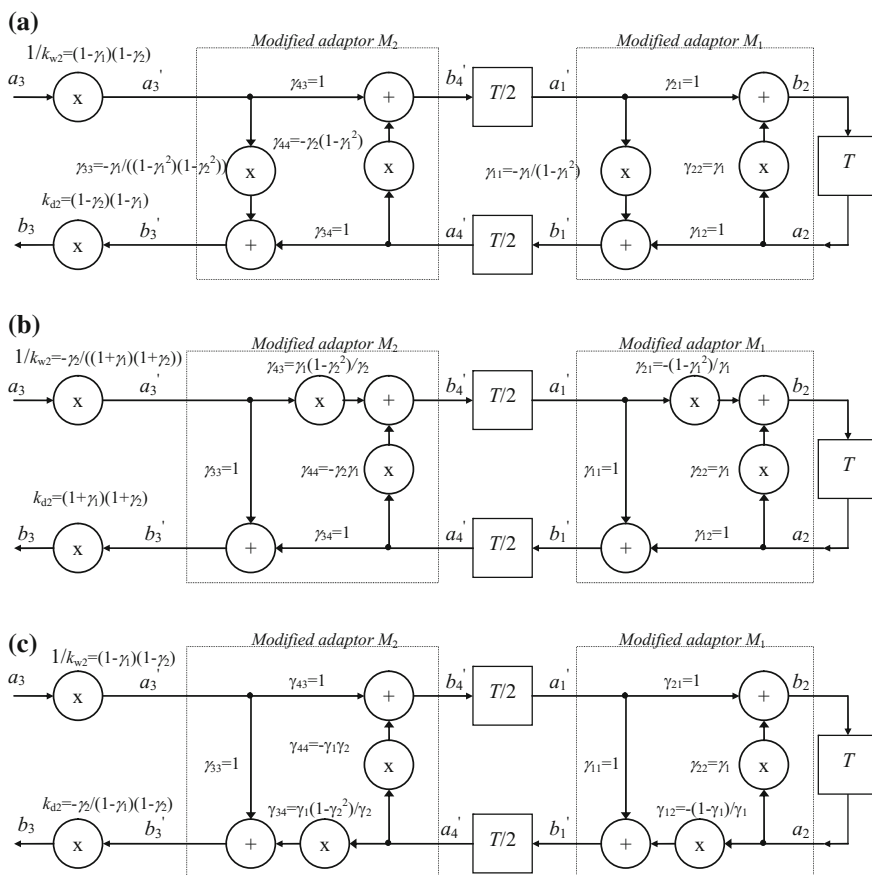 (a)
Modified adaptor M₂
Modified adaptor M₁
1/k_w2=(1-γ₁)(1-γ₂)
a₃
x
a₃'
γ₄₃=1
+
b₄'
T/2
a₁'
γ₂₁=1
+
b₂
γ₄₄=-γ₂(1-γ₁²)
γ₃₃=-γ₁/((1-γ₁²)(1-γ₂²))
x
x
γ₁₁=-γ₁/(1-γ₁²)
x
γ₂₂=γ₁
x
T
k_d2=(1-γ₂)(1-γ₁)
b₃
x
b₃'
+
γ₃₄=1
a₄'
T/2
b₁'
+
γ₁₂=1
a₂
(b)
Modified adaptor M₂
Modified adaptor M₁
1/k_w2=-γ₂/((1+γ₁)(1+γ₂))
γ₄₃=γ₁(1-γ₂²)/γ₂
γ₂₁=-(1-γ₁²)/γ₁
a₃
x
a₃'
x
+
b₄'
T/2
a₁'
x
+
b₂
γ₃₃=1
γ₄₄=-γ₂γ₁
x
γ₁₁=1
γ₂₂=γ₁
x
T
k_d2=(1+γ₁)(1+γ₂)
b₃
x
b₃'
+
γ₃₄=1
a₄'
T/2
b₁'
+
γ₁₂=1
a₂
(c)
Modified adaptor M₂
Modified adaptor M₁
1/k_w2=(1-γ₁)(1-γ₂)
a₃
x
a₃'
γ₄₃=1
+
b₄'
T/2
a₁'
γ₂₁=1
+
b₂
γ₃₃=1
γ₄₄=-γ₁γ₂
x
γ₁₁=1
γ₂₂=γ₁
x
T
k_d2=-γ₂/(1-γ₁)(1-γ₂)
γ₃₄=γ₁(1-γ₂²)/γ₂
γ₁₂=-(1-γ₁)/γ₁
b₃
x
b₃'
+
x
a₄'
T/2
b₁'
+
x
a₂